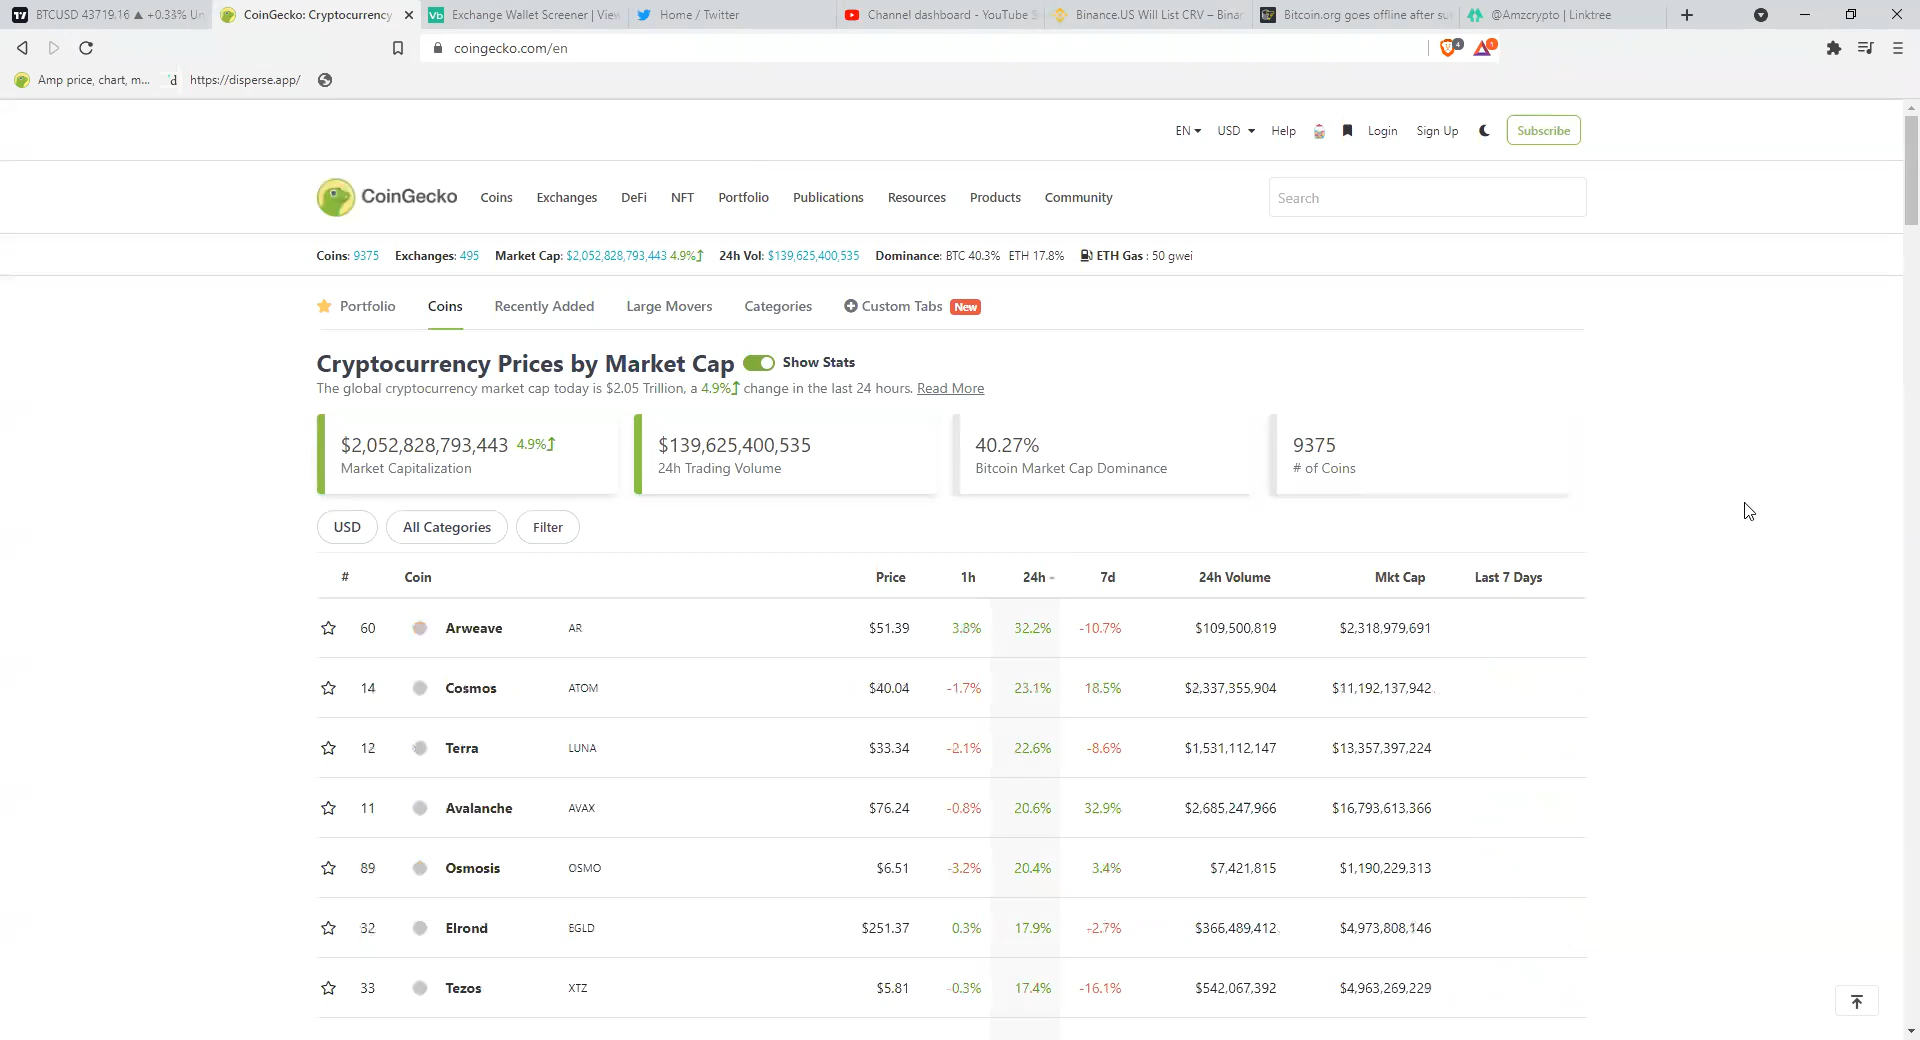 BTCUSD 43719.16 ▲ +0.33% Un
CoinGecko: Cryptocurrency
Exchange Wallet Screener | View
Home / Twitter
Channel dashboard - YouTube S
Binance.US Will List CRV – Binan
Bitcoin.org goes offline after su
@Amzcrypto | Linktree
coingecko.com/en
4
1
Amp price, chart, m...
d https://disperse.app/
EN
USD
Help
Login
Sign Up
Subscribe
CoinGecko
Coins
Exchanges
DeFi
NFT
Portfolio
Publications
Resources
Products
Community
Search
Coins: 9375 Exchanges: 495 Market Cap: $2,052,828,793,443 4.9% 24h Vol: $139,625,400,535 Dominance: BTC 40.3% ETH 17.8% ETH Gas : 50 gwei
Portfolio
Coins
Recently Added
Large Movers
Categories
Custom Tabs New
Cryptocurrency Prices by Market Cap Show Stats
The global cryptocurrency market cap today is $2.05 Trillion, a 4.9% change in the last 24 hours. Read More
$2,052,828,793,443 4.9%
Market Capitalization
$139,625,400,535
24h Trading Volume
40.27%
Bitcoin Market Cap Dominance
9375
# of Coins
USD
All Categories
Filter
# Coin Price 1h 24h 7d 24h Volume Mkt Cap Last 7 Days
60 Arweave AR $51.39 3.8% 32.2% -10.7% $109,500,819 $2,318,979,691
14 Cosmos ATOM $40.04 -1.7% 23.1% 18.5% $2,337,355,904 $11,192,137,942
12 Terra LUNA $33.34 -2.1% 22.6% -8.6% $1,531,112,147 $13,357,397,224
11 Avalanche AVAX $76.24 -0.8% 20.6% 32.9% $2,685,247,966 $16,793,613,366
89 Osmosis OSMO $6.51 -3.2% 20.4% 3.4% $7,421,815 $1,190,229,313
32 Elrond EGLD $251.37 0.3% 17.9% -2.7% $366,489,412 $4,973,808,146
33 Tezos XTZ $5.81 -0.3% 17.4% -16.1% $542,067,392 $4,963,269,229